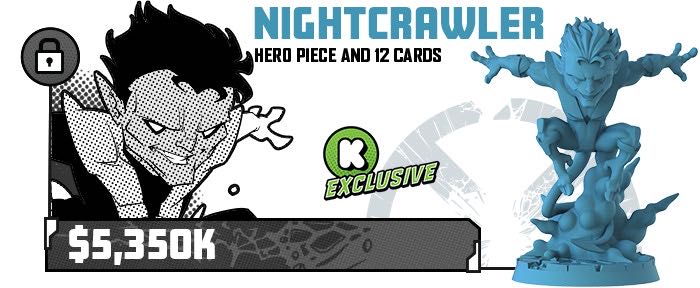 NIGHTCRAWLER
HERO PIECE AND 12 CARDS
K
EXCLUSIVE
$5,350K